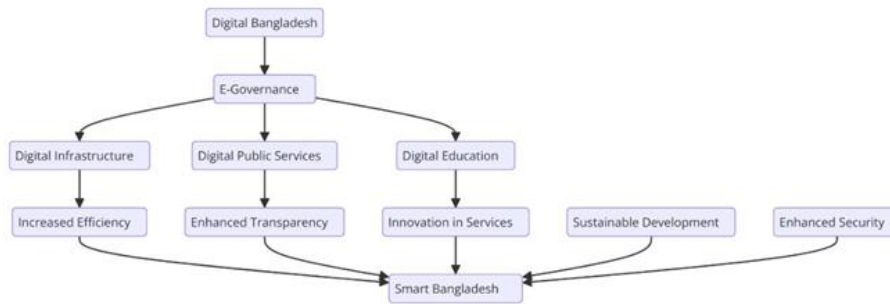 Digital Bangladesh
E-Governance
Digital Infrastructure
Digital Public Services
Digital Education
Increased Efficiency
Enhanced Transparency
Innovation in Services
Sustainable Development
Enhanced Security
Smart Bangladesh